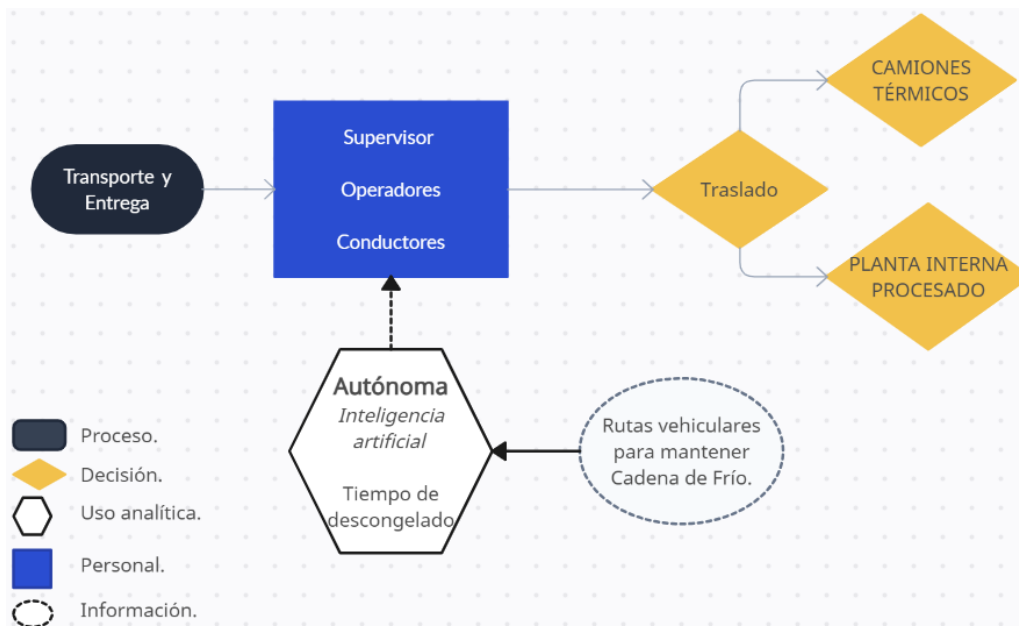 CAMIONES
TÉRMICOS
Transporte y
Entrega
Supervisor
Operadores
Conductores
Traslado
PLANTA INTERNA
PROCESADO
Autónoma
Inteligencia
artificial
Tiempo de
descongelado
Rutas vehiculares
para mantener
Cadena de Frío.
Proceso.
Decisión.
Uso analítica.
Personal.
Información.